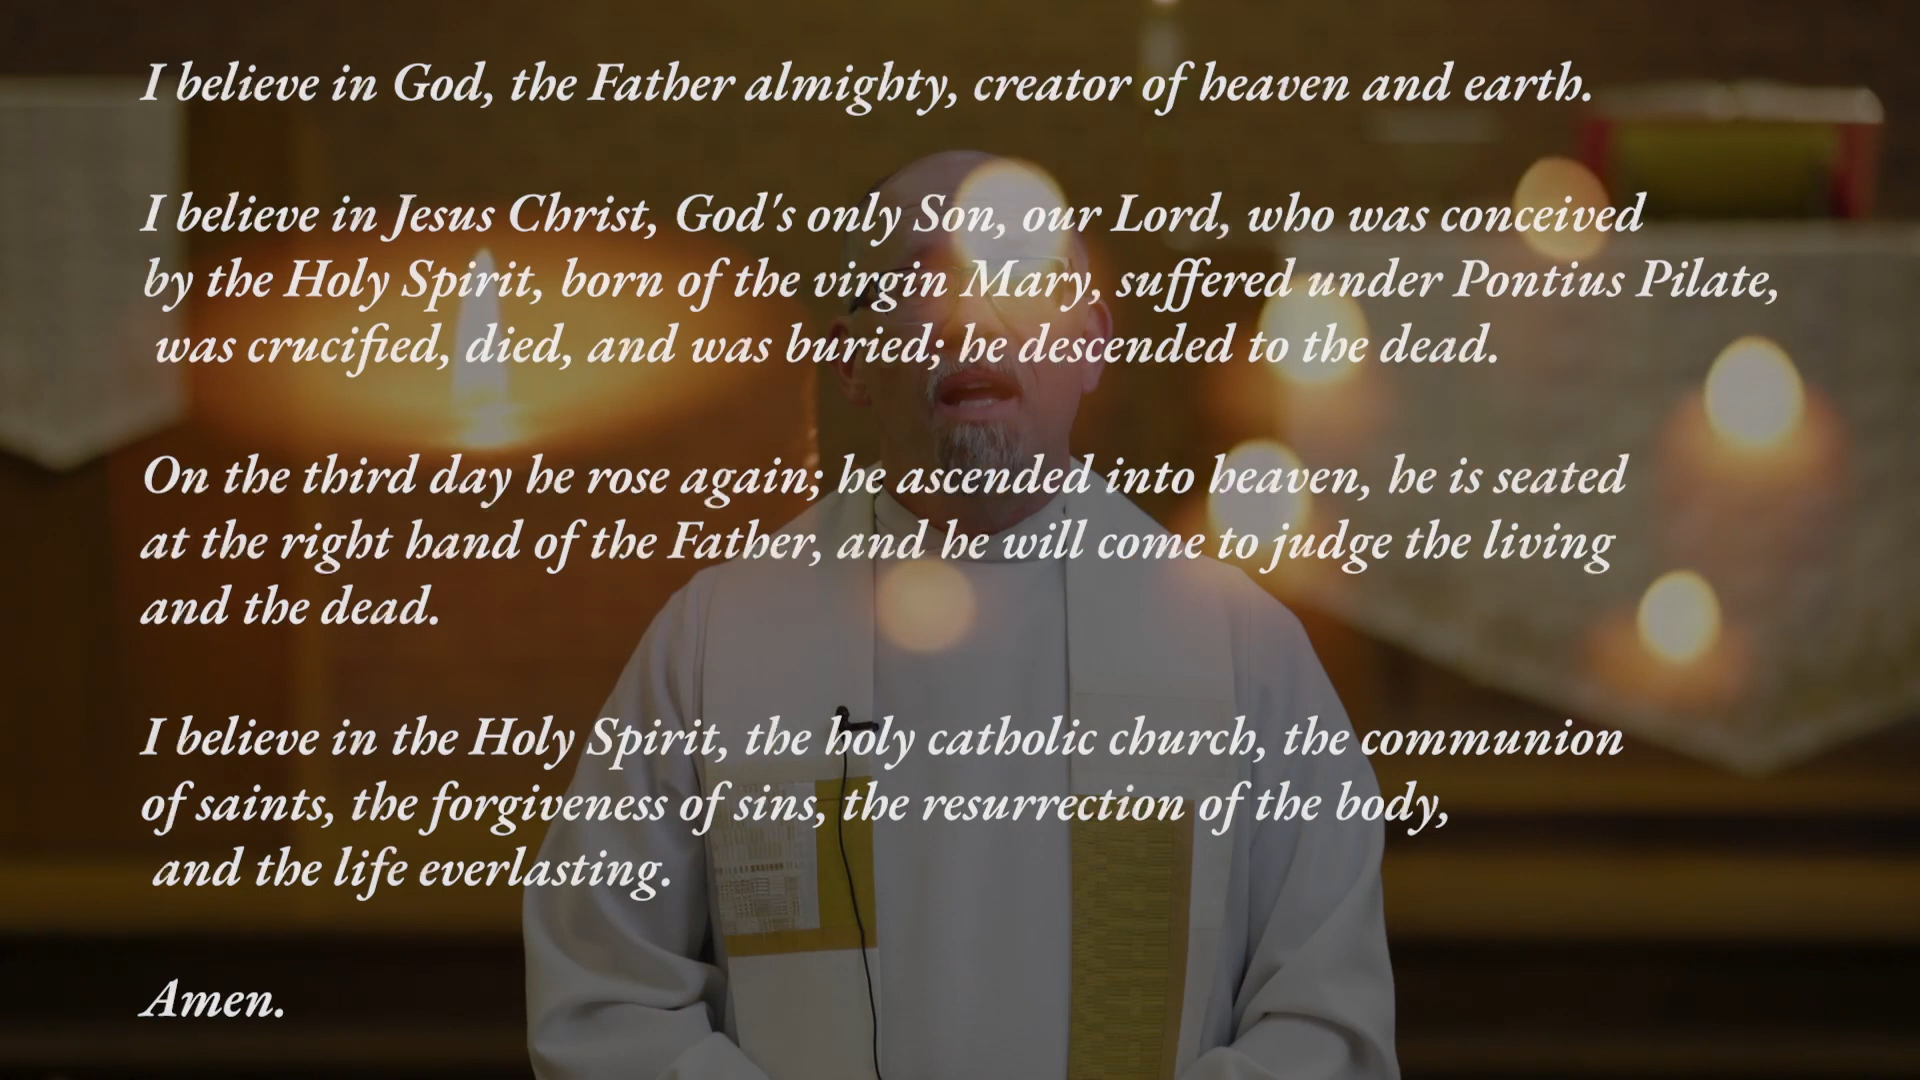 I believe in God, the Father almighty, creator of heaven and earth.
I believe in Jesus Christ, God's only Son, our Lord, who was conceived
by the Holy Spirit, born of the virgin Mary, suffered under Pontius Pilate,
was crucified, died, and was buried; he descended to the dead.
On the third day he rose again; he ascended into heaven, he is seated
at the right hand of the Father, and he will come to judge the living
and the dead.
I believe in the Holy Spirit, the holy catholic church, the communion
of saints, the forgiveness of sins, the resurrection of the body,
and the life everlasting.
Amen.